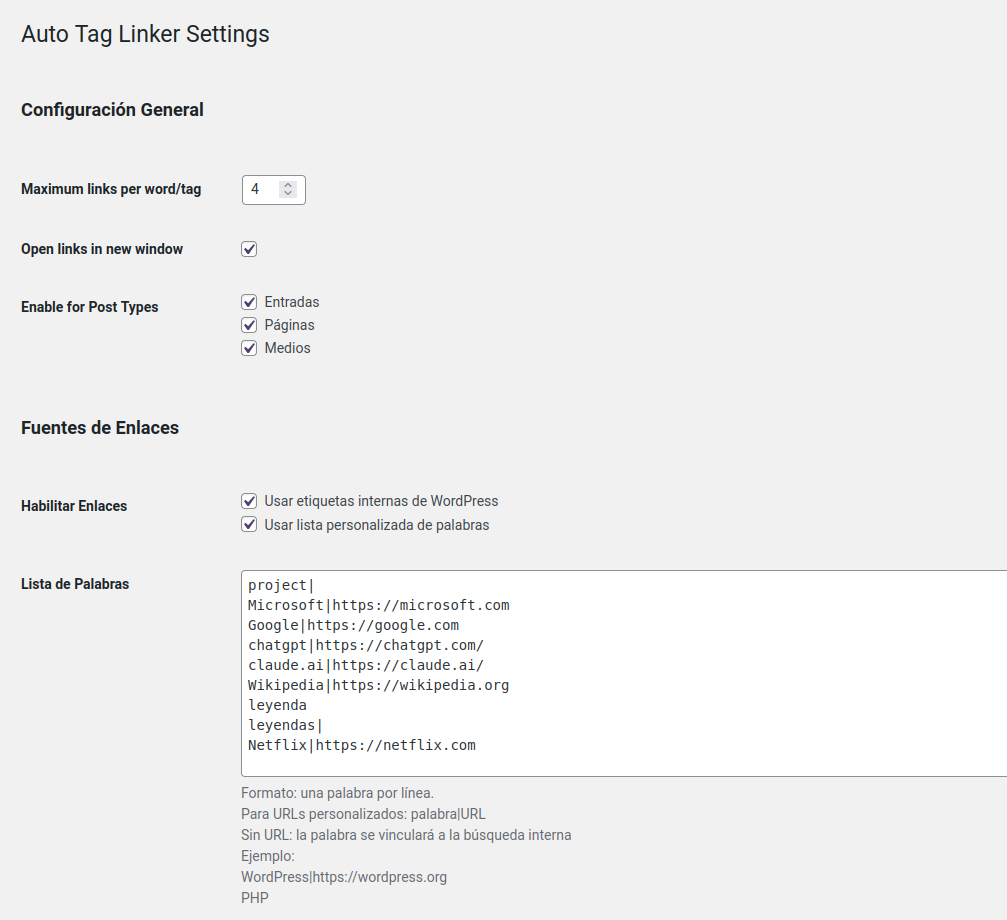 Auto Tag Linker Settings
Configuración General
Maximum links per word/tag
4
Open links in new window
Enable for Post Types
Entradas
Páginas
Medios
Fuentes de Enlaces
Habilitar Enlaces
Usar etiquetas internas de WordPress
Usar lista personalizada de palabras
Lista de Palabras
project|
Microsoft|https://microsoft.com
Google|https://google.com
chatgpt|https://chatgpt.com/
claude.ai|https://claude.ai/
Wikipedia|https://wikipedia.org
leyenda
leyendas|
Netflix|https://netflix.com
Formato: una palabra por línea.
Para URLs personalizados: palabra|URL
Sin URL: la palabra se vinculará a la búsqueda interna
Ejemplo:
WordPress|https://wordpress.org
PHP